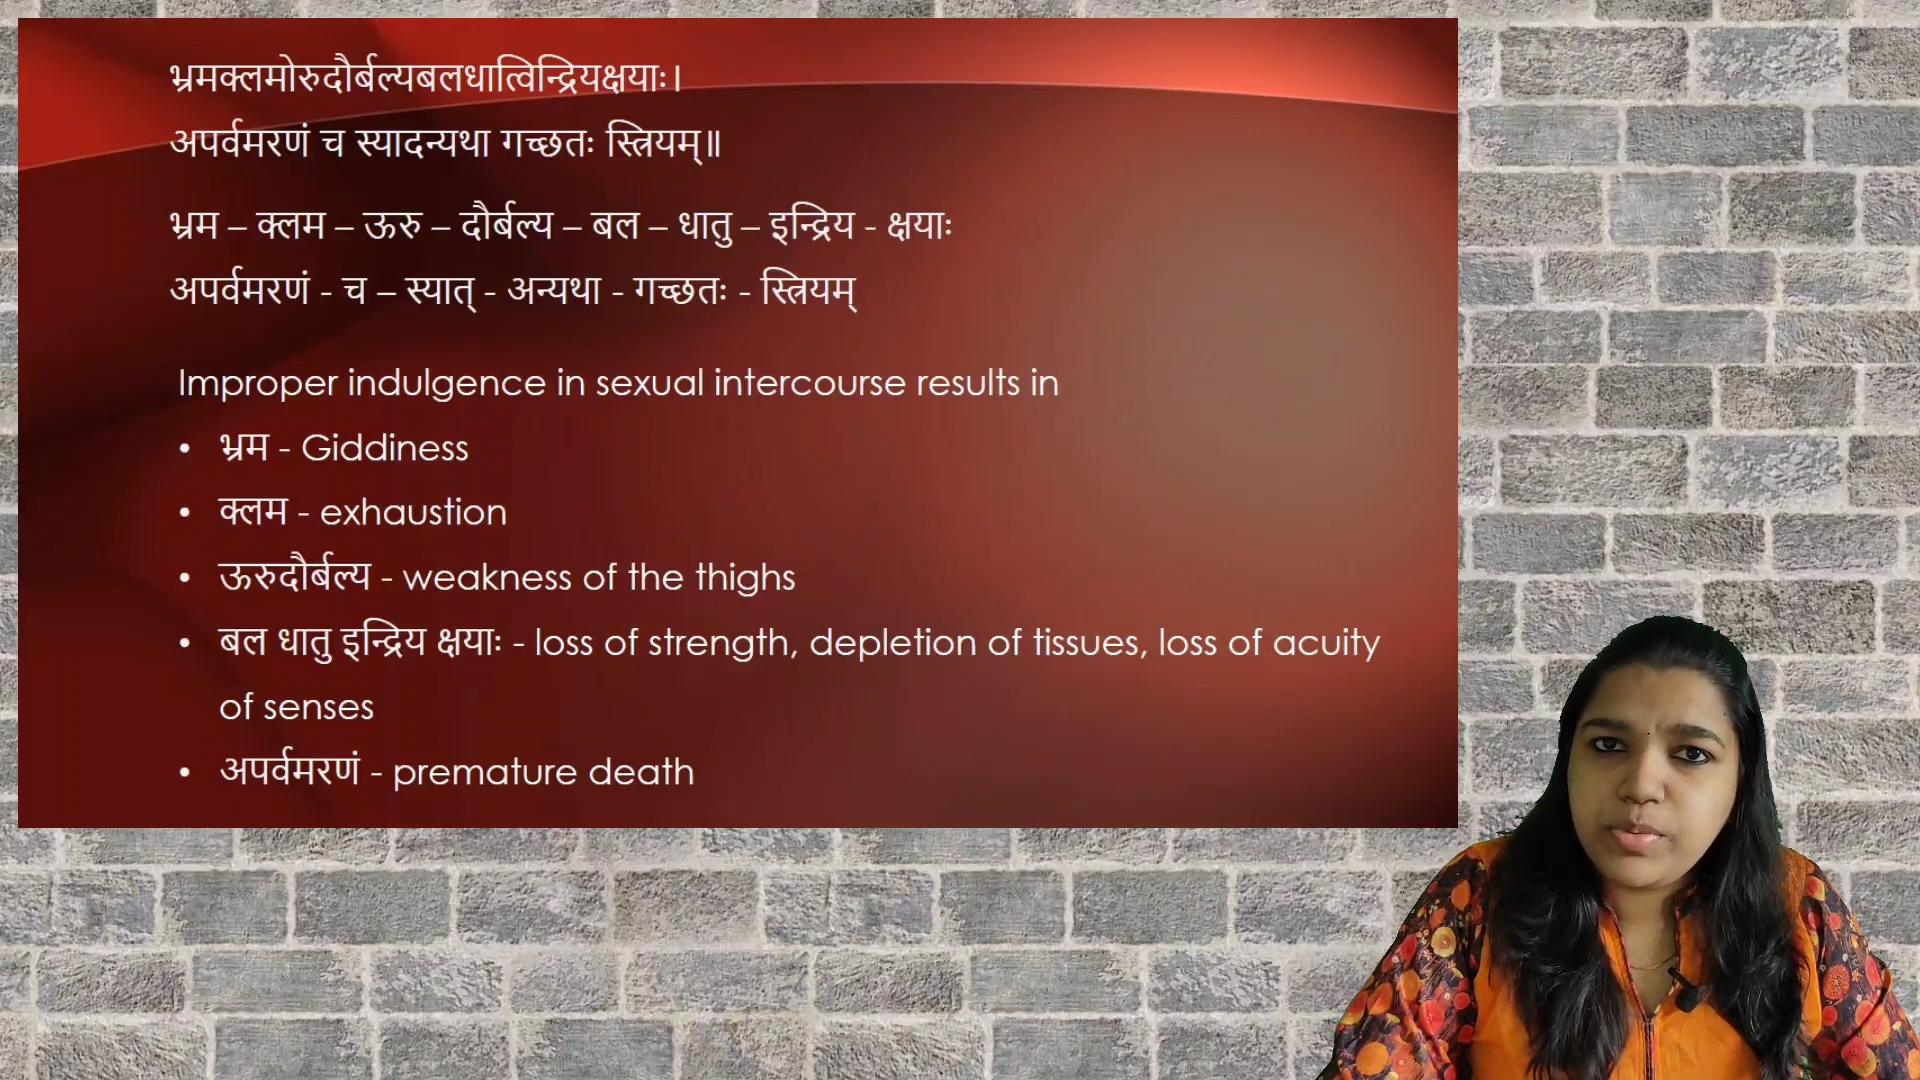 भ्रमक्लमोरुदौर्बल्यबलधात्विन्द्रियक्षयाः।
अपर्वमरणं च स्यादन्यथा गच्छतः स्त्रियम्॥
भ्रम – क्लम – ऊरु – दौर्बल्य – बल – धातु – इन्द्रिय - क्षयाः
अपर्वमरणं - च – स्यात् - अन्यथा - गच्छतः - स्त्रियम्
Improper indulgence in sexual intercourse results in
• भ्रम - Giddiness
• क्लम - exhaustion
• ऊरुदौर्बल्य - weakness of the thighs
• बल धातु इन्द्रिय क्षयाः - loss of strength, depletion of tissues, loss of acuity
of senses
• अपर्वमरणं - premature death